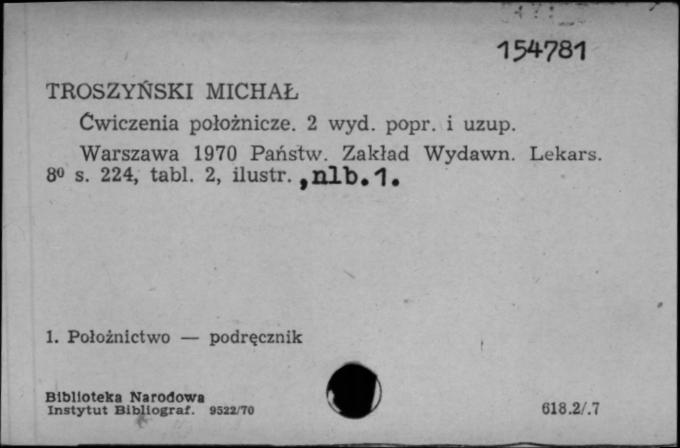 154781
TROSZYŃSKI MICHAŁ
Ćwiczenia położnicze. 2 wyd. popr. i uzup.
Warszawa 1970 Państw. Zakład Wydawn. Lekars.
8º s. 224, tabl. 2, ilustr. ,nlb.1.
1. Położnictwo — podręcznik
Biblioteka Narodowa
Instytut Bibliograf. 9522/70
618.2/.7